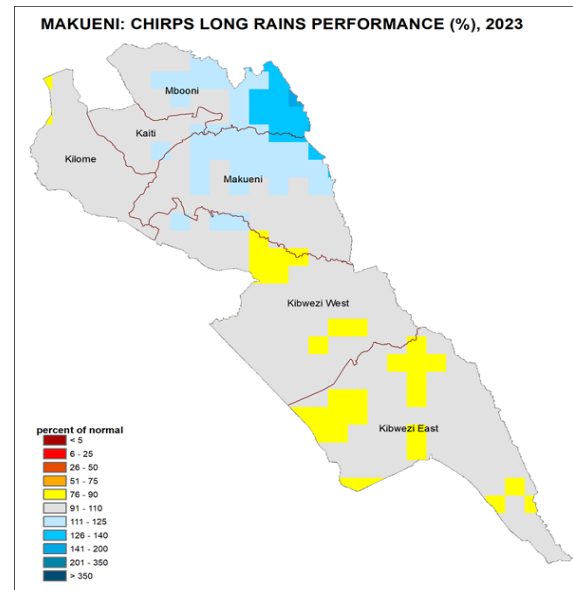 MAKUENI: CHIRPS LONG RAINS PERFORMANCE (%), 2023
Mbooni
Kaiti
Kilome
Makueni
Kibwezi West
Kibwezi East
percent of normal
< 5
6 - 25
26 - 50
51 - 75
76 - 90
91 - 110
111 - 125
126 - 140
141 - 200
201 - 350
> 350